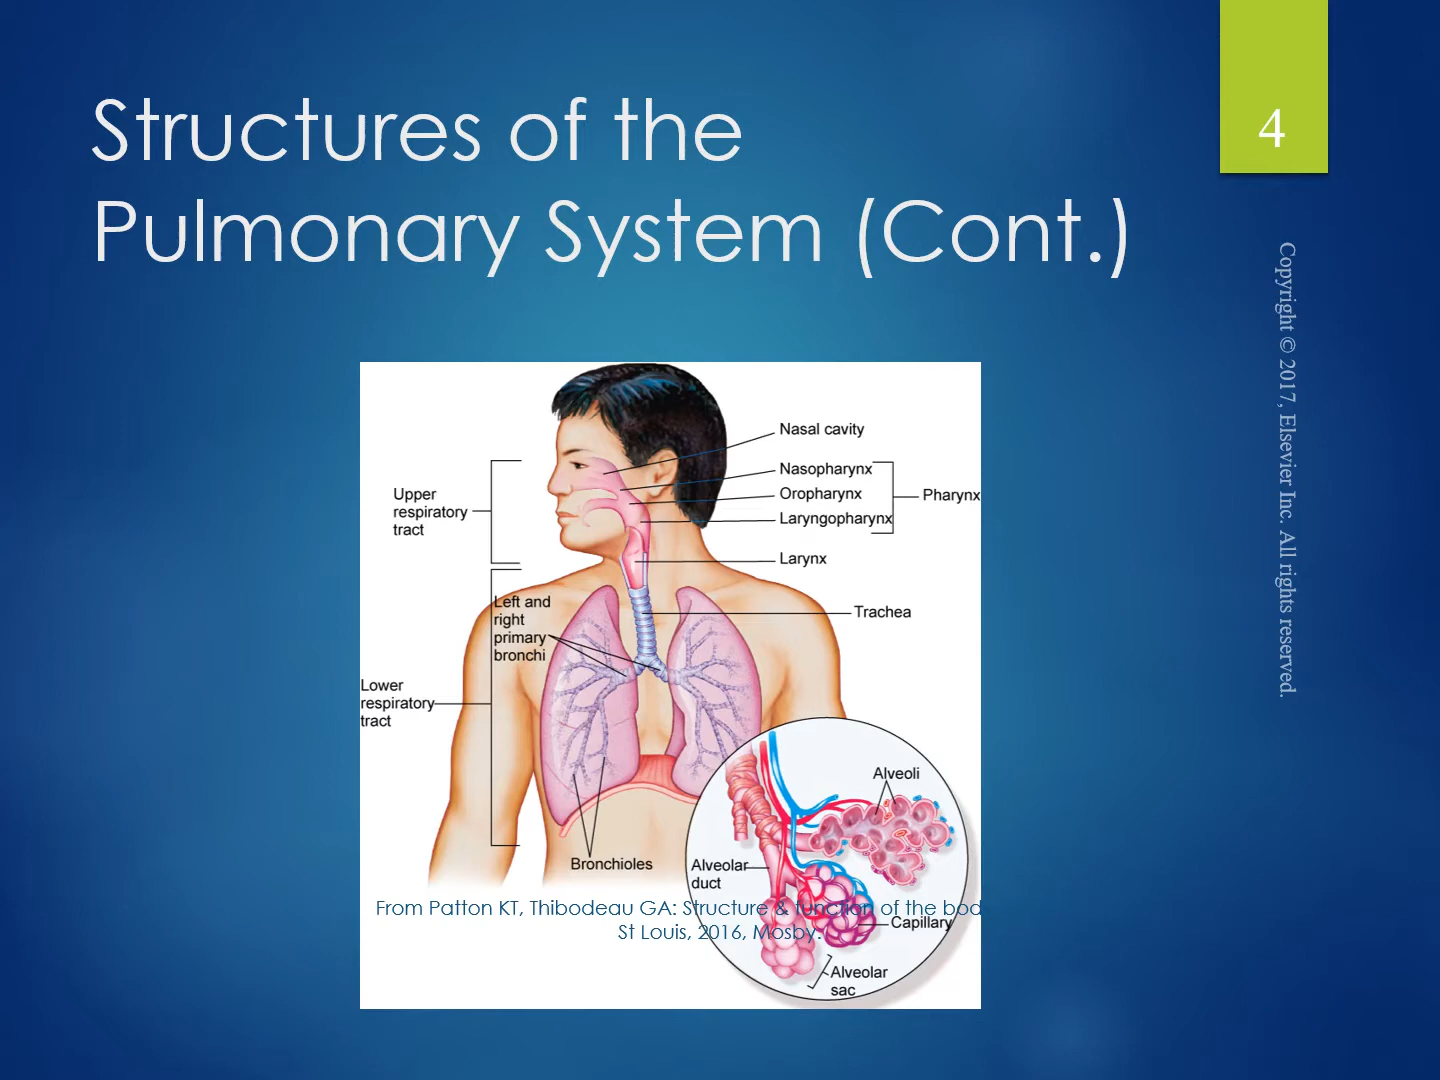 Structures of the
Pulmonary System (Cont.)
4
Copyright © 2017, Elsevier Inc. All rights reserved.
Nasal cavity
Nasopharynx
Oropharynx
Laryngopharynx
Pharynx
Larynx
Trachea
Upper
respiratory
tract
Left and
right
primary
bronchi
Lower
respiratory
tract
Bronchioles
Alveoli
Alveolar
duct
Capillary
Alveolar
sac
From Patton KT, Thibodeau GA: Structure & function of the bod
St Louis, 2016, Mosby.